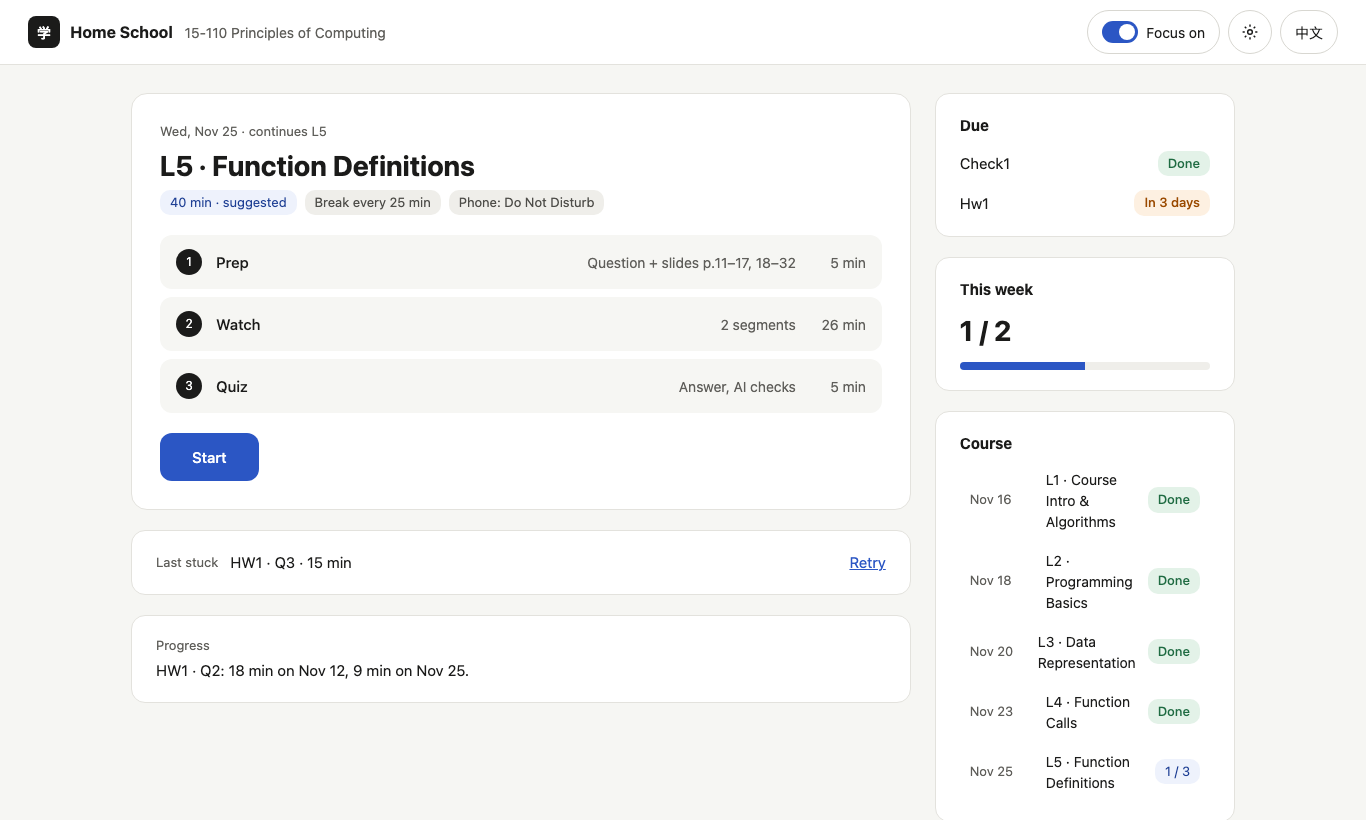 学 Home School 15-110 Principles of Computing
Focus on
中文
Wed, Nov 25 · continues L5
L5 · Function Definitions
40 min · suggested Break every 25 min Phone: Do Not Disturb
1 Prep Question + slides p.11–17, 18–32 5 min
2 Watch 2 segments 26 min
3 Quiz Answer, AI checks 5 min
Start
Last stuck HW1 · Q3 · 15 min Retry
Progress
HW1 · Q2: 18 min on Nov 12, 9 min on Nov 25.
Due
Check1 Done
Hw1 In 3 days
This week
1 / 2
Course
Nov 16 L1 · Course
Intro &
Algorithms
Done
Nov 18 L2 ·
Programming
Basics
Done
Nov 20 L3 · Data
Representation
Done
Nov 23 L4 · Function
Calls
Done
Nov 25 L5 · Function
Definitions
1 / 3